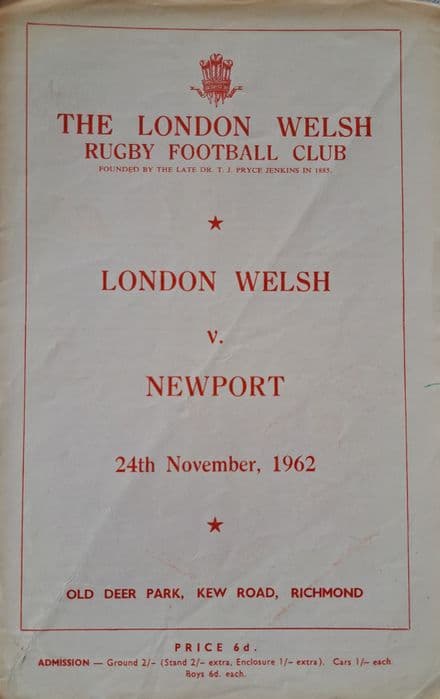 THE LONDON WELSH
RUGBY FOOTBALL CLUB
FOUNDED BY THE LATE DR. T. J. PRYCE JENKINS IN 1885.
LONDON WELSH
v.
NEWPORT
24th November, 1962
OLD DEER PARK, KEW ROAD, RICHMOND
PRICE 6d.
ADMISSION — Ground 2/– (Stand 2/– extra, Enclosure 1/– extra). Cars 1/– each
Boys 6d. each.